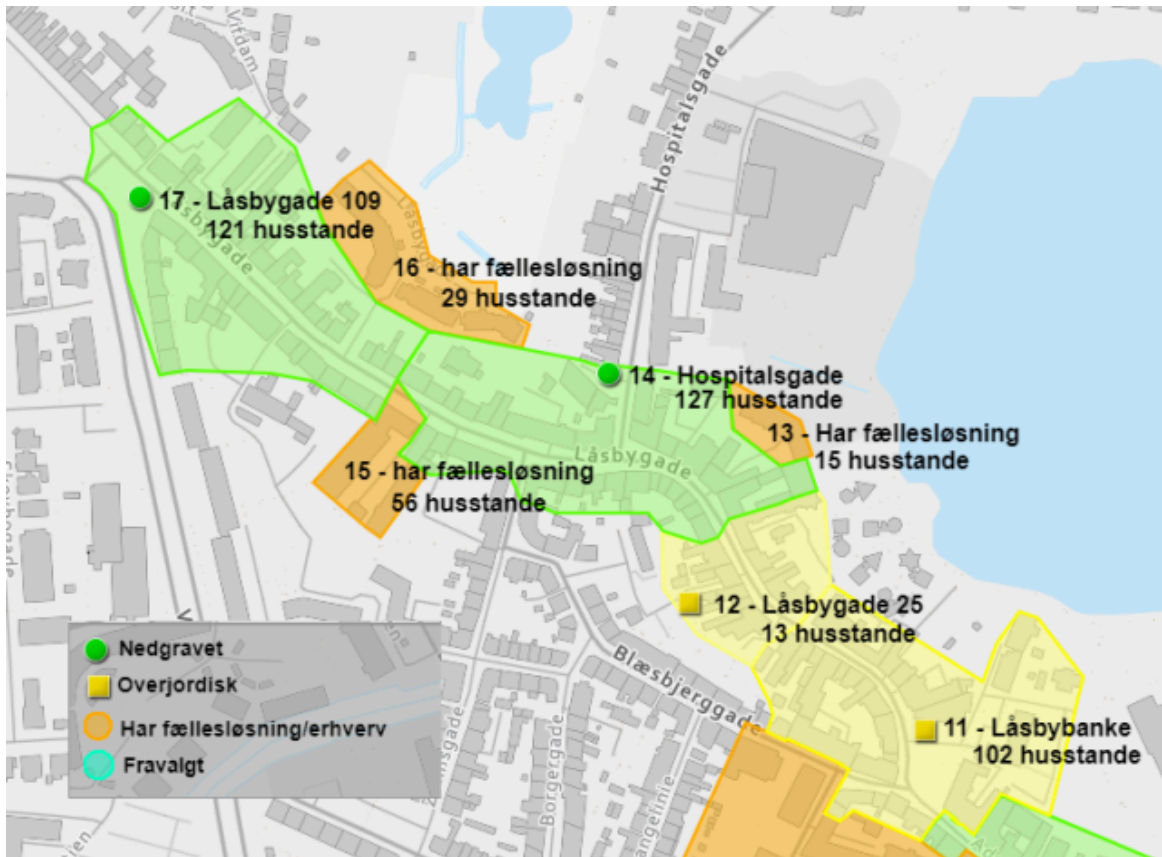 Vifdam
Hospitalsgade
17 - Låsbygade 109
121 husstande
Låsbygade
16 - har fællesløsning
29 husstande
14 - Hospitalsgade
127 husstande
13 - Har fællesløsning
15 husstande
Låsbygade
15 - har fællesløsning
56 husstande
12 - Låsbygade 25
13 husstande
Blæsbjerggade
11 - Låsbybanke
102 husstande
Nedgravet
Overjordisk
Har fællesløsning/erhverv
Fravalgt
Borgergade